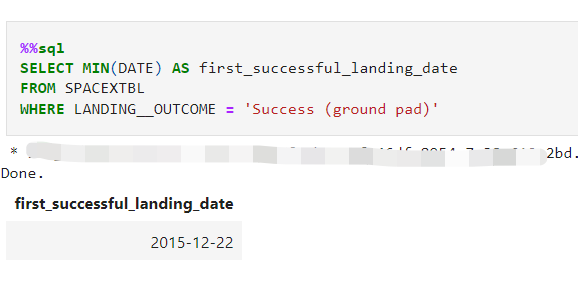 %%sql
SELECT MIN(DATE) AS first_successful_landing_date
FROM SPACEXTBL
WHERE LANDING__OUTCOME = 'Success (ground pad)'
* 2bd.
Done.
first_successful_landing_date
2015-12-22